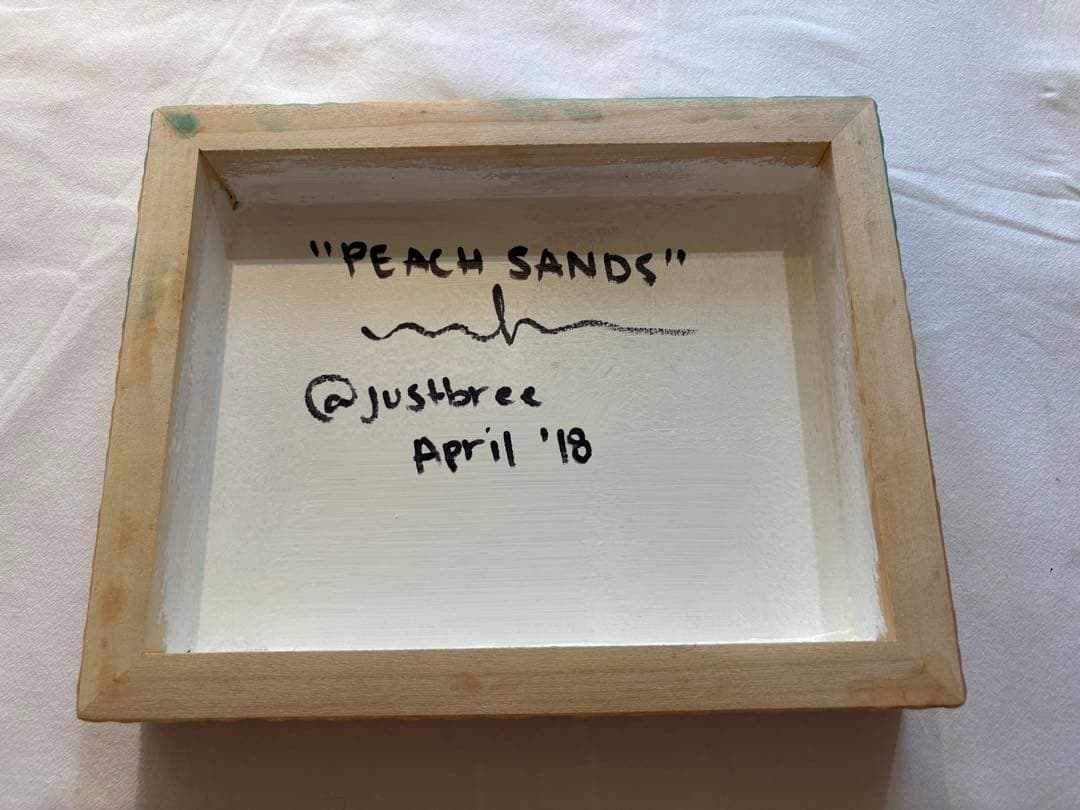 "PEACH SANDS"
@justbree
April '18